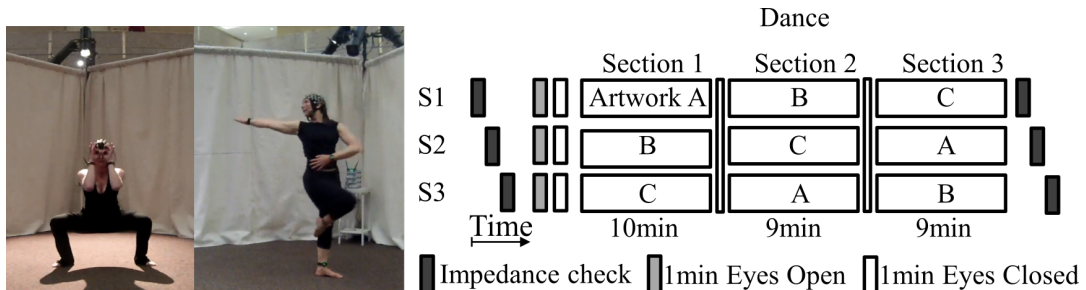 Dance
Section 1 Section 2 Section 3
S1 Artwork A B C
S2 B C A
S3 C A B
Time 10min 9min 9min
Impedance check 1min Eyes Open 1min Eyes Closed